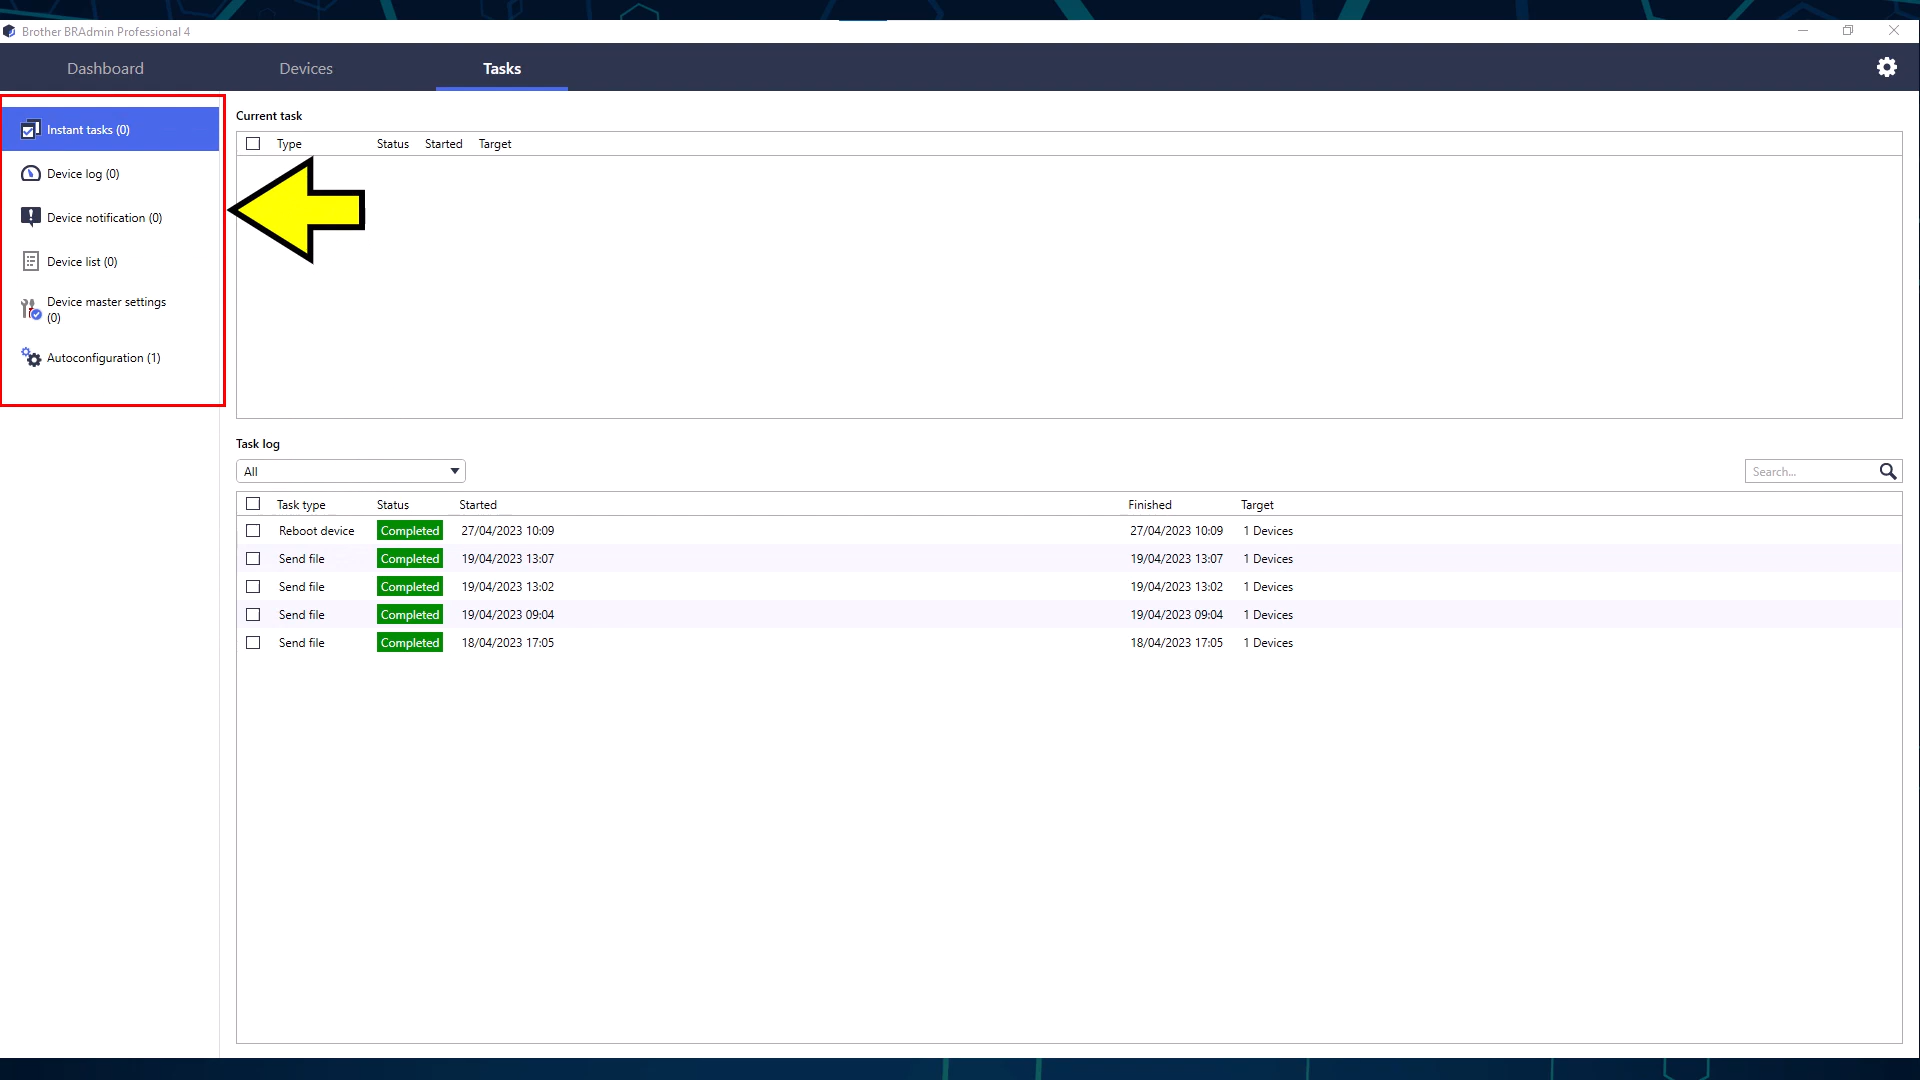 Brother BRAdmin Professional 4
Dashboard Devices Tasks
Instant tasks (0)
Device log (0)
Device notification (0)
Device list (0)
Device master settings
(0)
Autoconfiguration (1)
Current task
Type Status Started Target
Task log
All
Search...
Task type Status Started Finished Target
Reboot device Completed 27/04/2023 10:09 27/04/2023 10:09 1 Devices
Send file Completed 19/04/2023 13:07 19/04/2023 13:07 1 Devices
Send file Completed 19/04/2023 13:02 19/04/2023 13:02 1 Devices
Send file Completed 19/04/2023 09:04 19/04/2023 09:04 1 Devices
Send file Completed 18/04/2023 17:05 18/04/2023 17:05 1 Devices